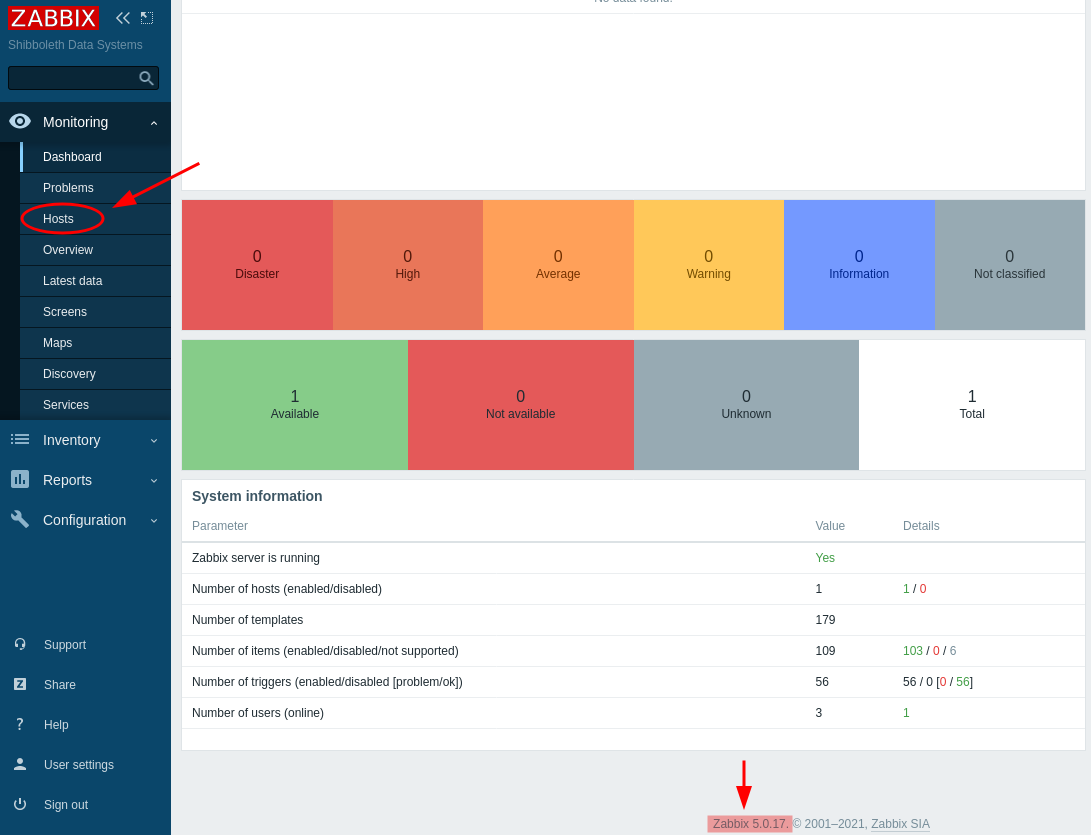 No data found.
ZABBIX
Shibboleth Data Systems
Monitoring
Dashboard
Problems
Hosts
Overview
Latest data
Screens
Maps
Discovery
Services
Inventory
Reports
Configuration
Support
Share
Help
User settings
Sign out
0 0 0 0 0 0
Disaster High Average Warning Information Not classified
1 0 0 1
Available Not available Unknown Total
System information
Parameter Value Details
Zabbix server is running Yes
Number of hosts (enabled/disabled) 1 1 / 0
Number of templates 179
Number of items (enabled/disabled/not supported) 109 103 / 0 / 6
Number of triggers (enabled/disabled [problem/ok]) 56 56 / 0 [0 / 56]
Number of users (online) 3 1
Zabbix 5.0.17. © 2001–2021, Zabbix SIA